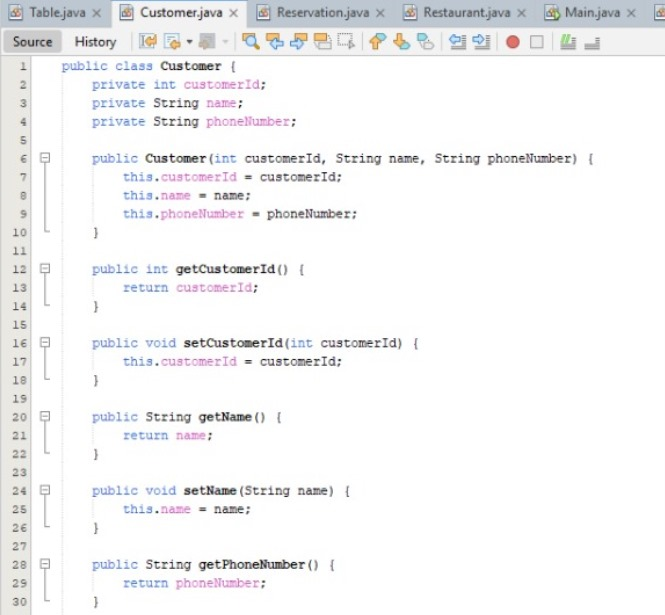 Table.java Customer.java Reservation.java Restaurant.java Main.java
Source History
1 public class Customer {
2 private int customerId;
3 private String name;
4 private String phoneNumber;
5
6 public Customer(int customerId, String name, String phoneNumber) {
7 this.customerId = customerId;
8 this.name = name;
9 this.phoneNumber = phoneNumber;
10 }
11
12 public int getCustomerId() {
13 return customerId;
14 }
15
16 public void setCustomerId(int customerId) {
17 this.customerId = customerId;
18 }
19
20 public String getName() {
21 return name;
22 }
23
24 public void setName(String name) {
25 this.name = name;
26 }
27
28 public String getPhoneNumber() {
29 return phoneNumber;
30 }